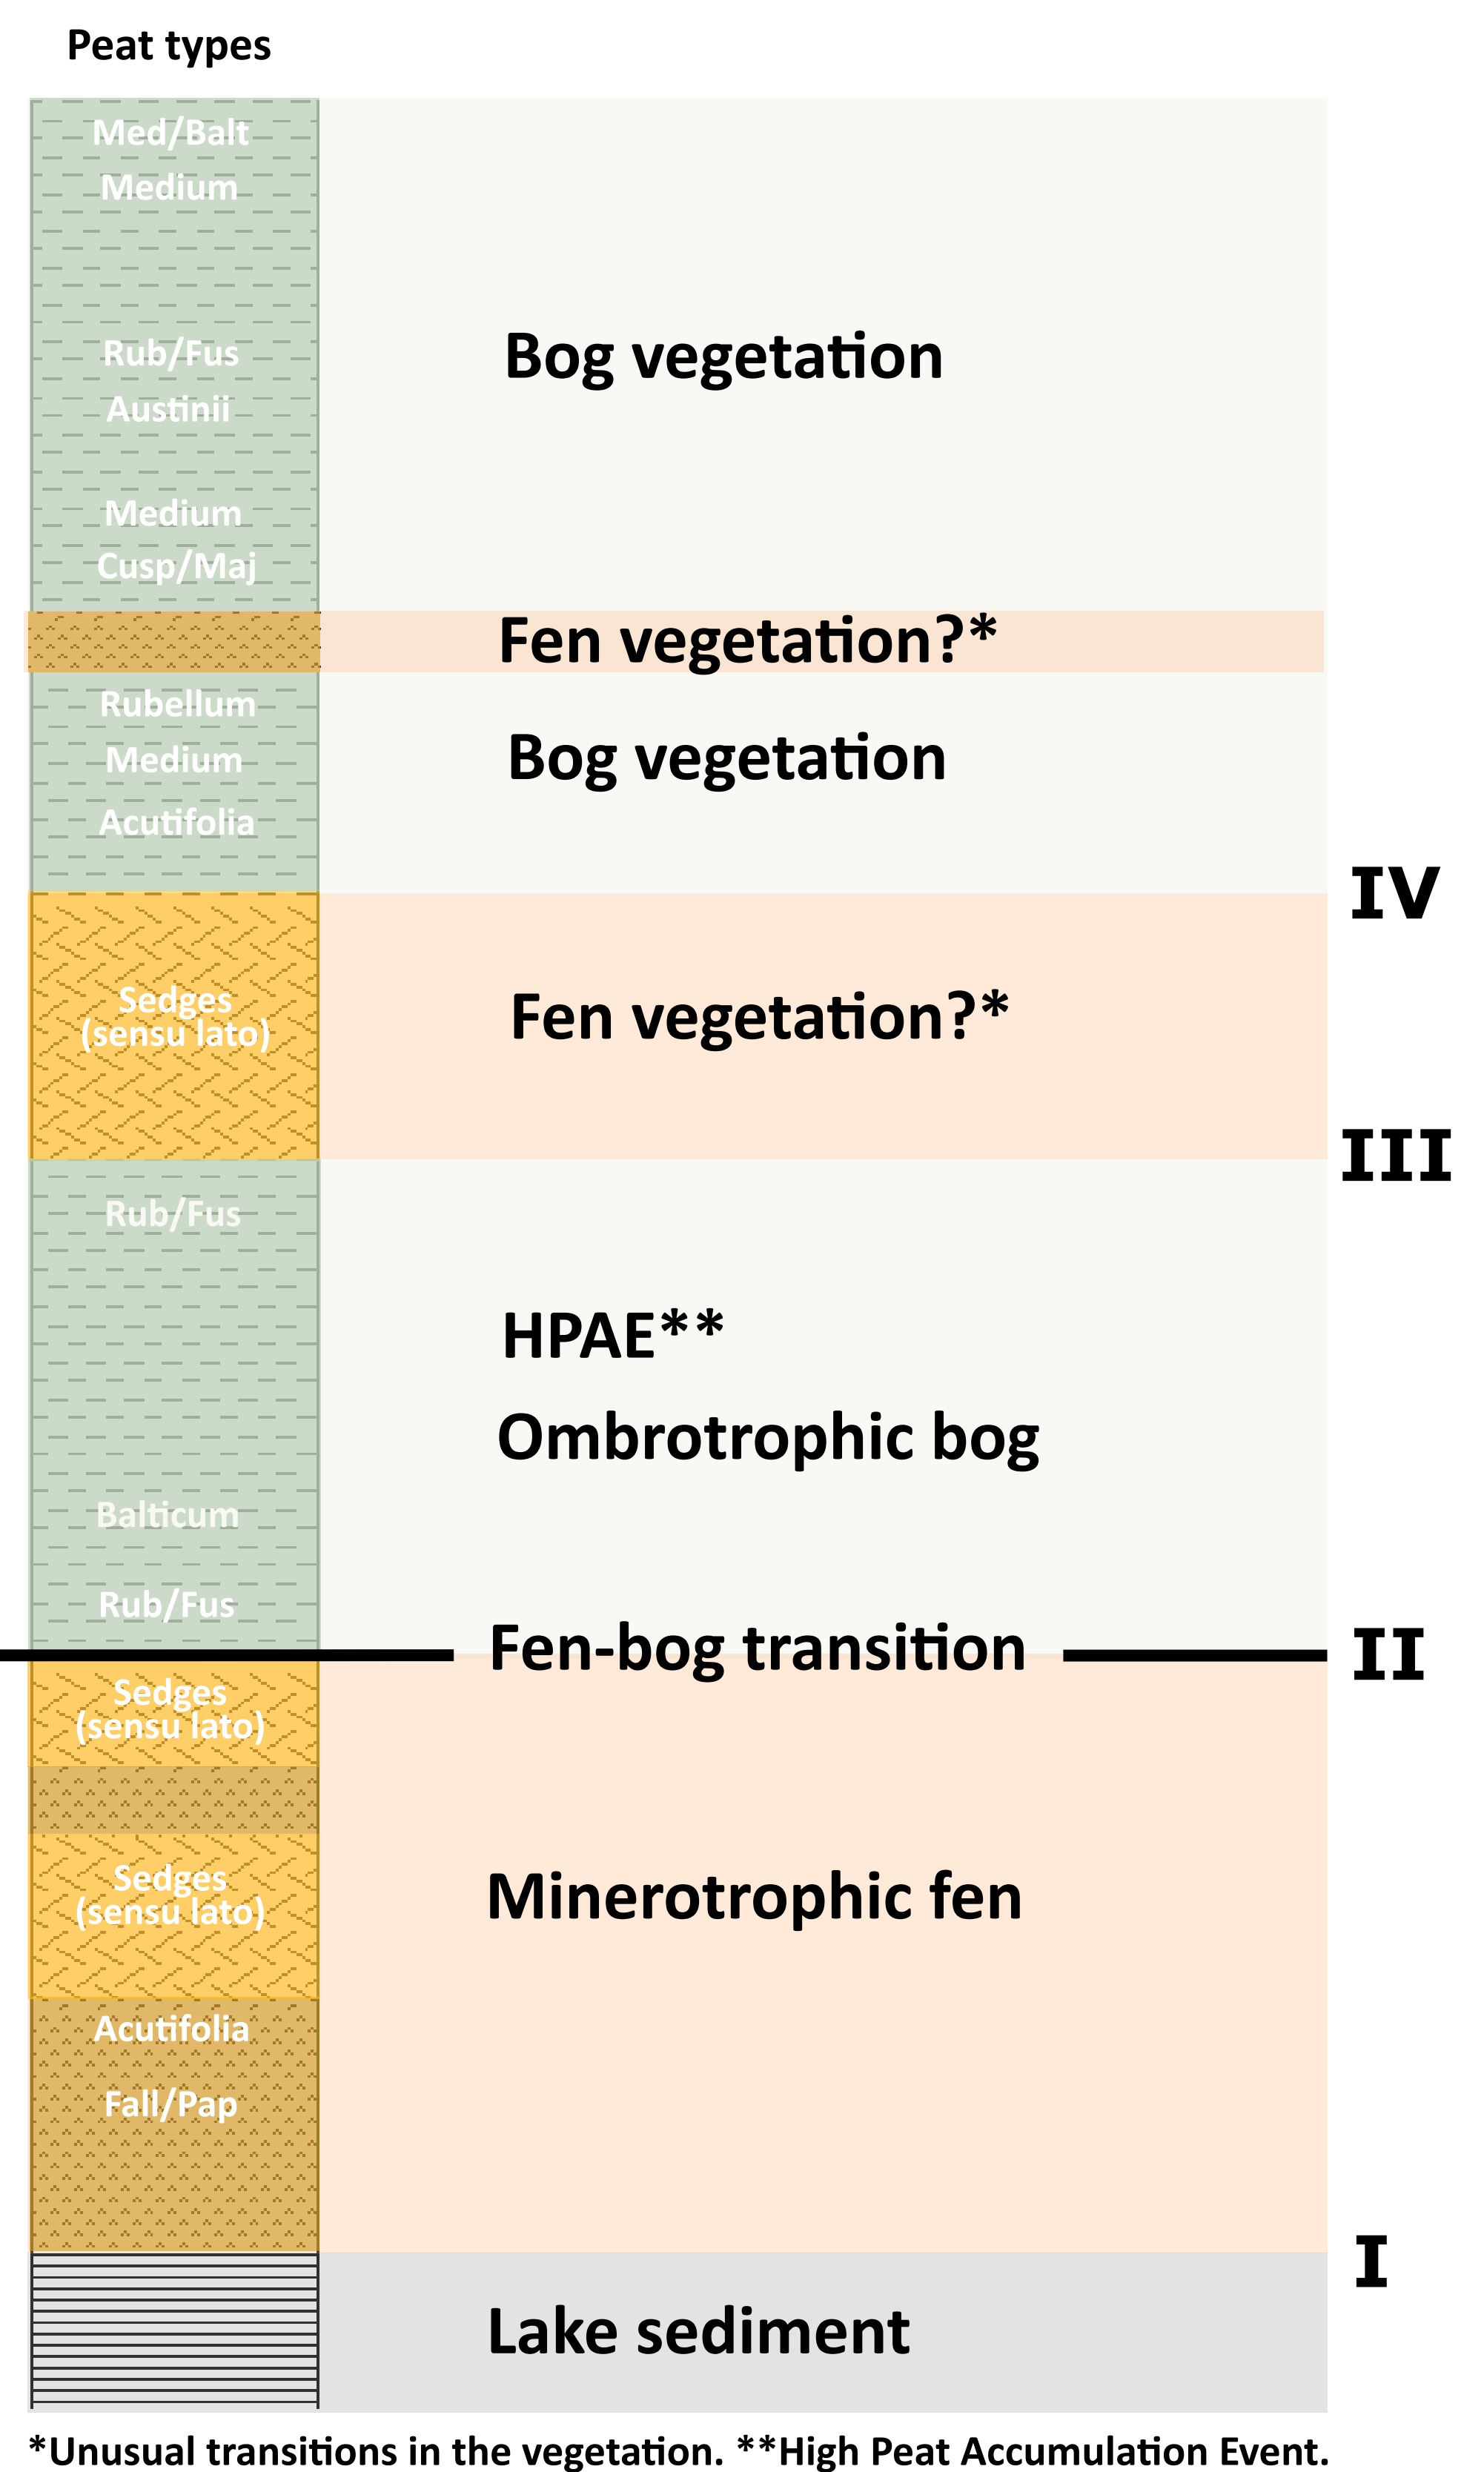 Peat types
Med/Balt
Medium
Rub/Fus
Bog vegetation
Austinii
Medium
Cusp/Maj
Fen vegetation?*
Rubellum
Medium
Bog vegetation
Acutifolia
IV
Sedges
(sensu lato)
Fen vegetation?*
III
Rub/Fus
HPAE**
Ombrotrophic bog
Balticum
Rub/Fus
Fen-bog transition
II
Sedges
(sensu lato)
Sedges
(sensu lato)
Minerotrophic fen
Acutifolia
Fall/Pap
I
Lake sediment
*Unusual transitions in the vegetation. **High Peat Accumulation Event.